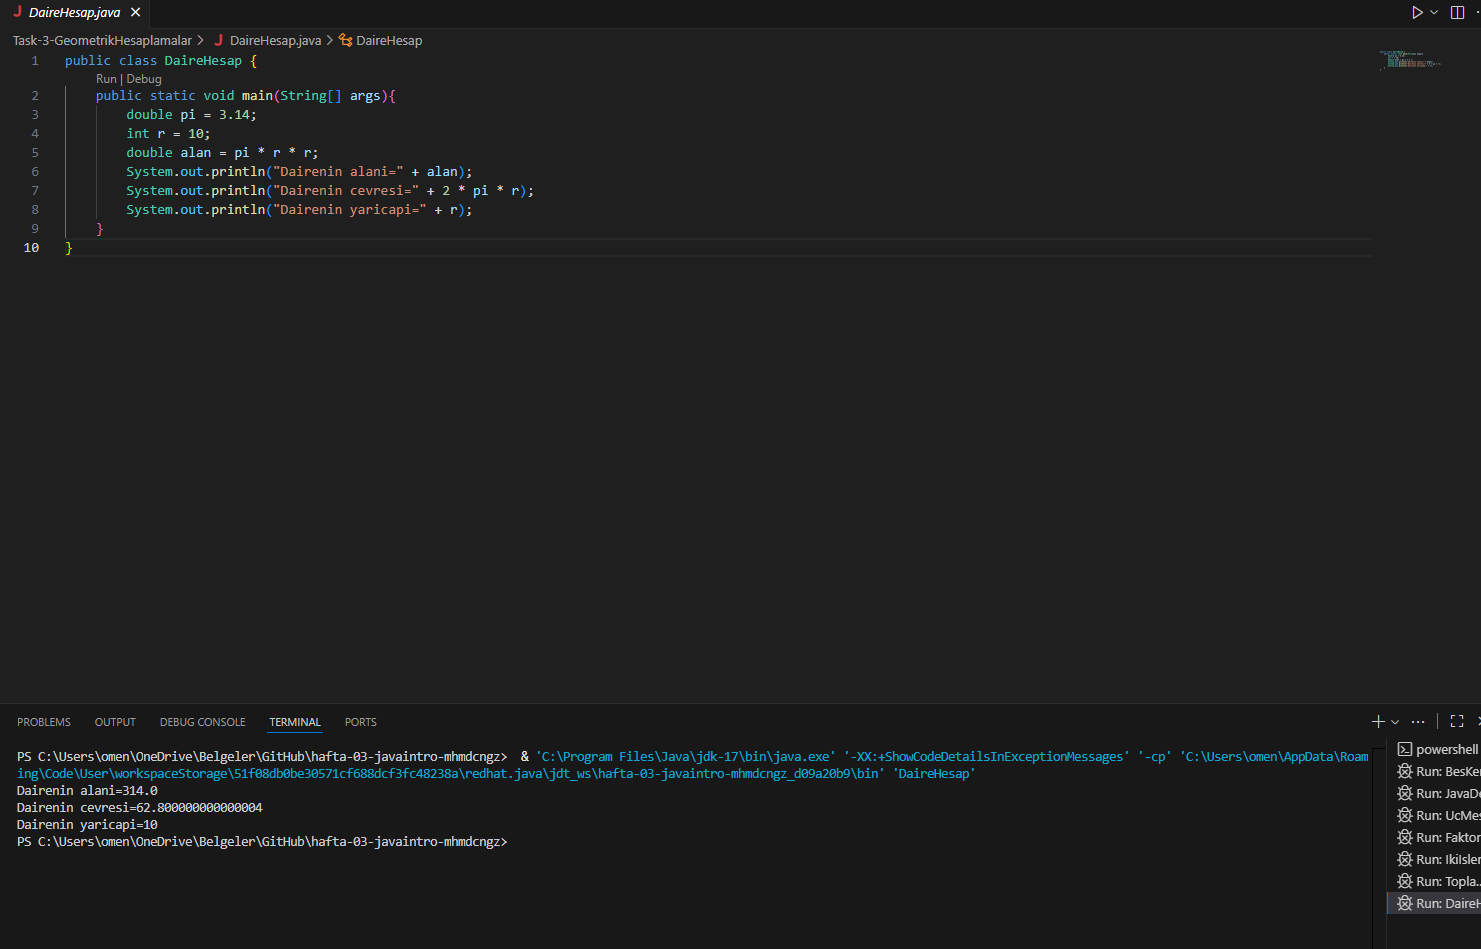 DaireHesap.java
Task-3-GeometrikHesaplamalar > DaireHesap.java > DaireHesap
1 public class DaireHesap {
Run | Debug
2 public static void main(String[] args){
3 double pi = 3.14;
4 int r = 10;
5 double alan = pi * r * r;
6 System.out.println("Dairenin alani=" + alan);
7 System.out.println("Dairenin cevresi=" + 2 * pi * r);
8 System.out.println("Dairenin yaricapi=" + r);
9 }
10 }
PROBLEMS OUTPUT DEBUG CONSOLE TERMINAL PORTS
PS C:\Users\omen\OneDrive\Belgeler\GitHub\hafta-03-javaintro-mhmdcngz> & 'C:\Program Files\Java\jdk-17\bin\java.exe' '-XX:+ShowCodeDetailsInExceptionMessages' '-cp' 'C:\Users\omen\AppData\Roam
ing\Code\User\workspaceStorage\51f08db0be30571cf688dcf3fc48238a\redhat.java\jdt_ws\hafta-03-javaintro-mhmdcngz_d09a20b9\bin' 'DaireHesap'
Dairenin alani=314.0
Dairenin cevresi=62.800000000000004
Dairenin yaricapi=10
PS C:\Users\omen\OneDrive\Belgeler\GitHub\hafta-03-javaintro-mhmdcngz>
powershell
Run: BesKe
Run: JavaDe
Run: UcMes
Run: Faktor
Run: IkiIsle
Run: Topla...
Run: DaireH